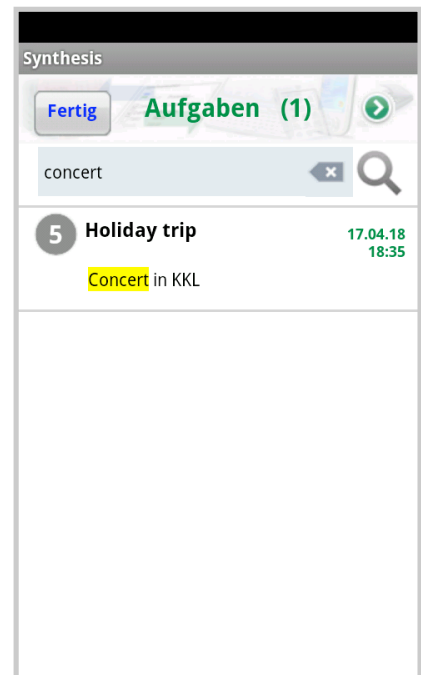 Synthesis
Fertig Aufgaben (1)
concert
5 Holiday trip 17.04.18
18:35
Concert in KKL